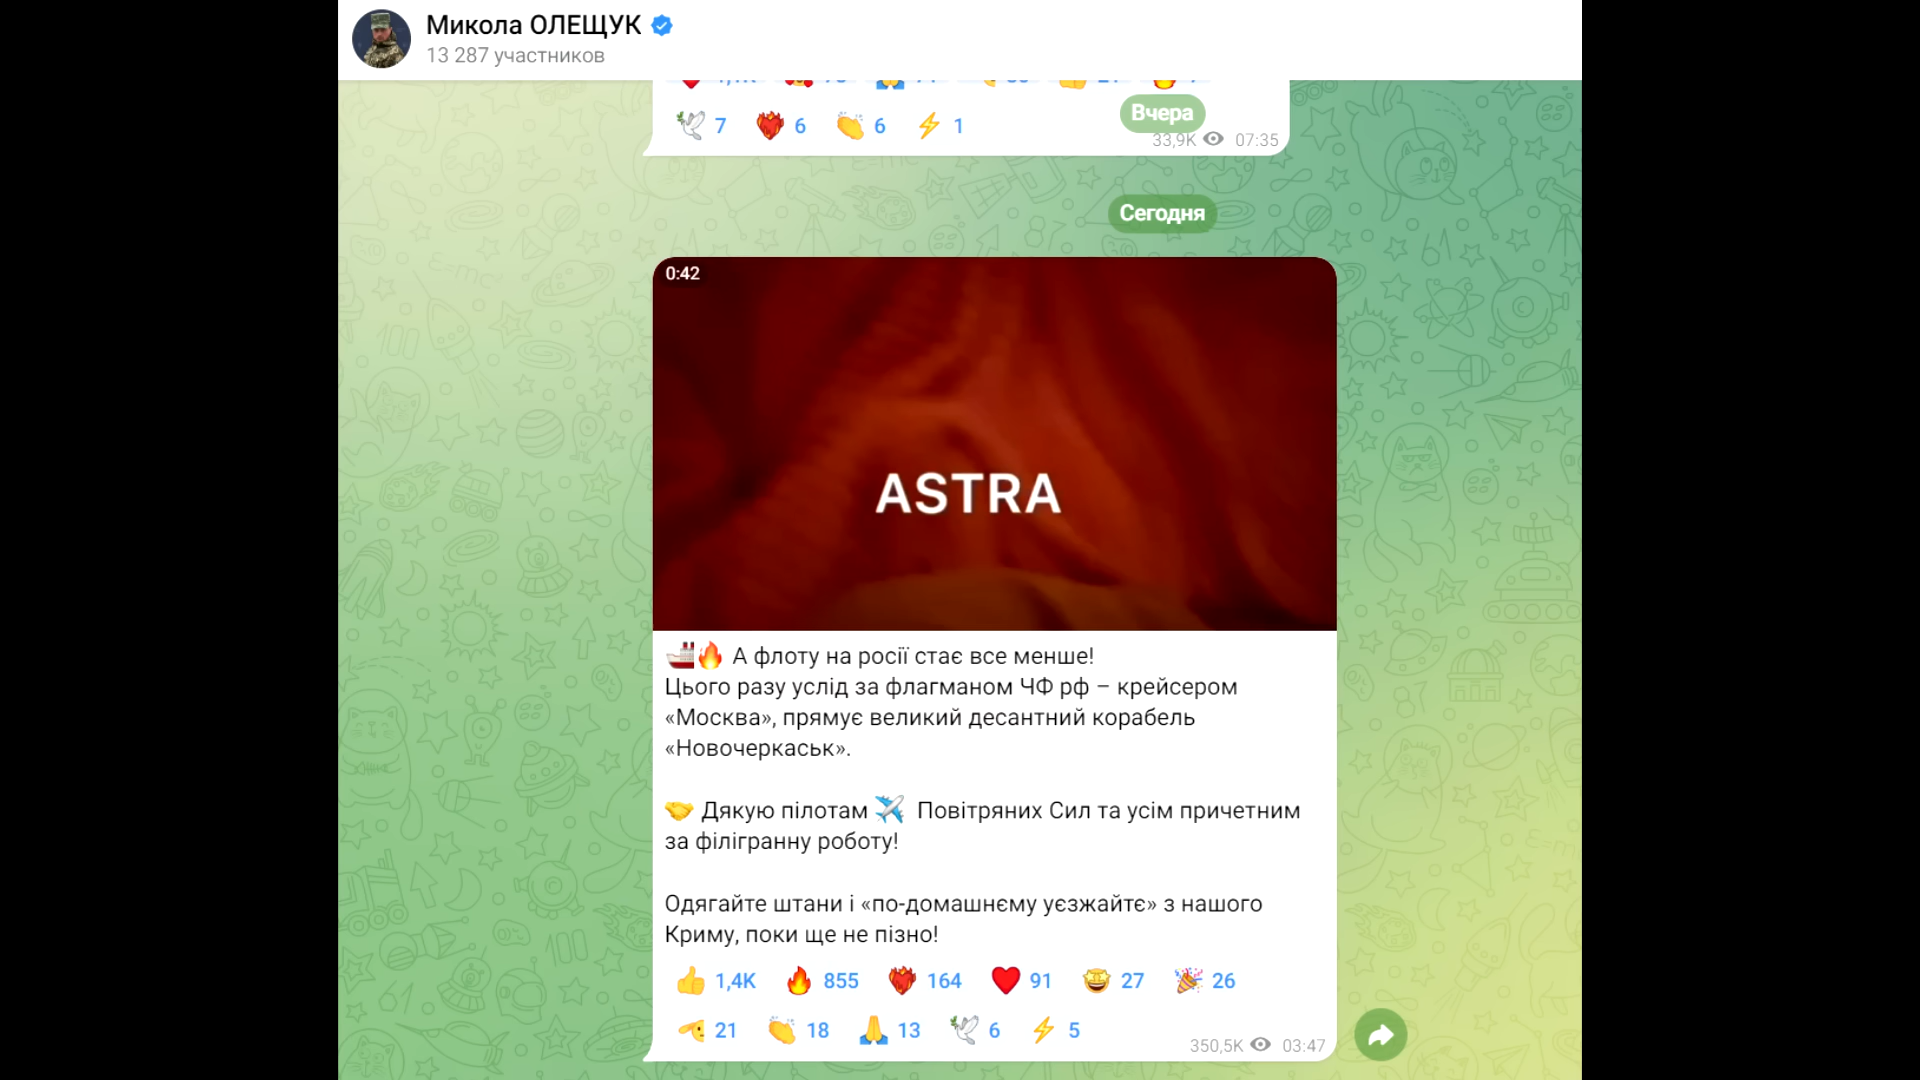 Микола ОЛЕЩУК
13 287 участников
7 6 6 1
Вчера
33,9K 07:35
Сегодня
0:42
ASTRA
А флоту на росії стає все менше!
Цього разу услід за флагманом ЧФ рф – крейсером
«Москва», прямує великий десантний корабель
«Новочеркаськ».
Дякую пілотам Повітряних Сил та усім причетним
за філігранну роботу!
Одягайте штани і «по-домашнєму уєзжайтє» з нашого
Криму, поки ще не пізно!
1,4K 855 164 91 27 26
21 18 13 6 5
350,5K 03:47